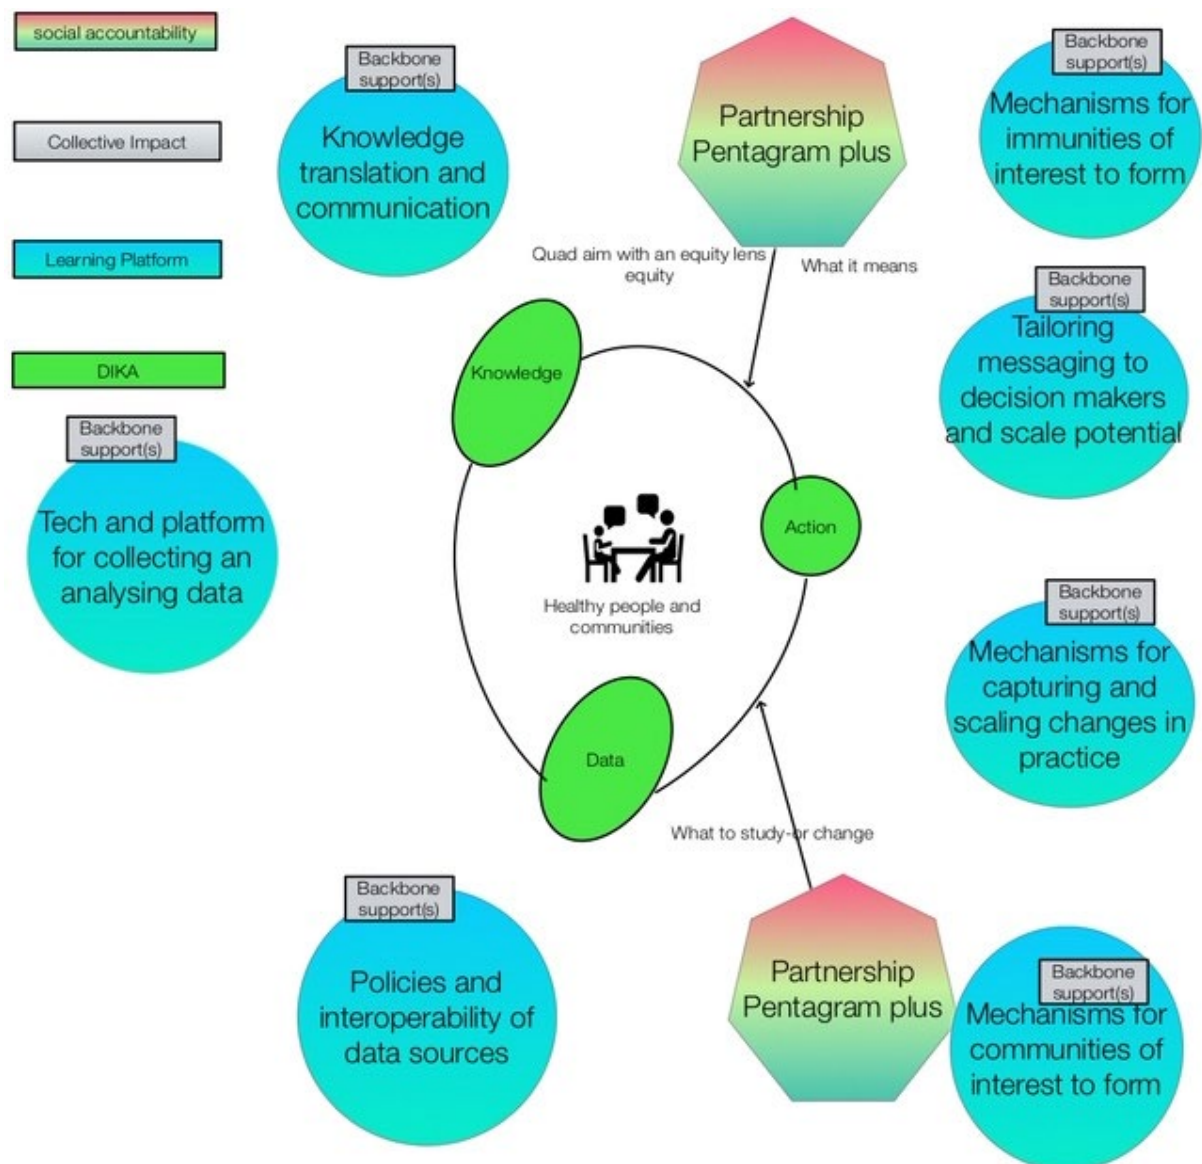 social accountability
Collective Impact
Learning Platform
DIKA
Backbone
support(s)
Knowledge
translation and
communication
Partnership
Pentagram plus
Backbone
support(s)
Mechanisms for
immunities of
interest to form
Quad aim with an equity lens
equity
What it means
Backbone
support(s)
Tailoring
messaging to
decision makers
and scale potential
Knowledge
Backbone
support(s)
Tech and platform
for collecting an
analysing data
Action
Healthy people and
communities
Backbone
support(s)
Mechanisms for
capturing and
scaling changes in
practice
Data
What to study-or change
Backbone
support(s)
Policies and
interoperability of
data sources
Partnership
Pentagram plus
Backbone
support(s)
Mechanisms for
communities of
interest to form